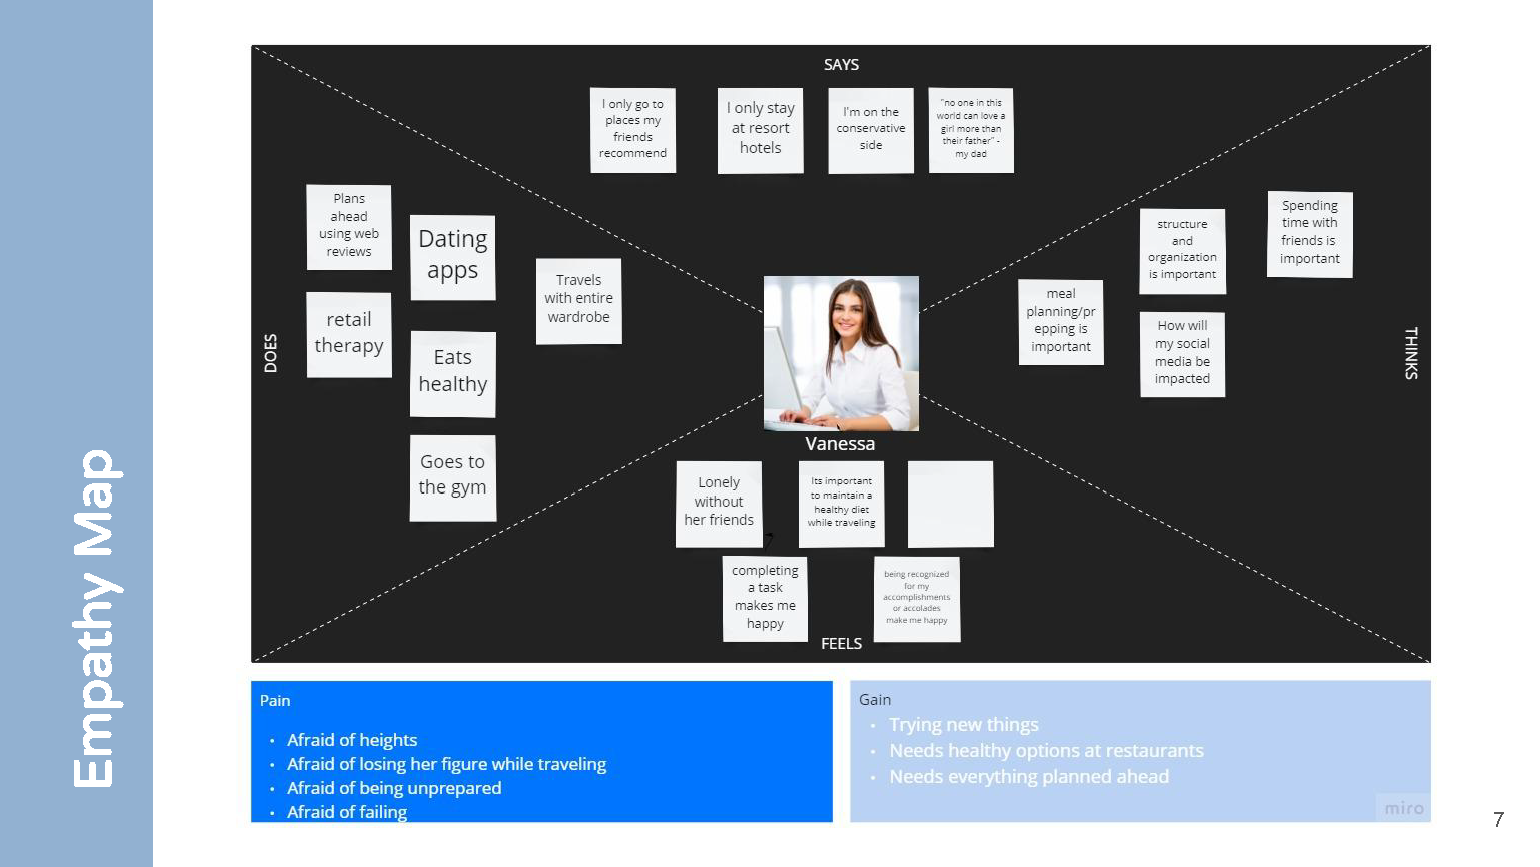 Empathy Map
SAYS
I only go to
places my
friends
recommend
I only stay
at resort
hotels
I'm on the
conservative
side
"no one in this
world can love a
girl more than
their father" -
my dad
DOES
Plans
ahead
using web
reviews
Dating
apps
Travels
with entire
wardrobe
retail
therapy
Eats
healthy
Goes to
the gym
THINKS
Spending
time with
friends is
important
structure
and
organization
is important
meal
planning/pr
epping is
important
How will
my social
media be
impacted
Vanessa
Lonely
without
her friends
Its important
to maintain a
healthy diet
while traveling
completing
a task
makes me
happy
being recognized
for my
accomplishments
or accolades
make me happy
FEELS
Pain
• Afraid of heights
• Afraid of losing her figure while traveling
• Afraid of being unprepared
• Afraid of failing
Gain
• Trying new things
• Needs healthy options at restaurants
• Needs everything planned ahead
miro
7